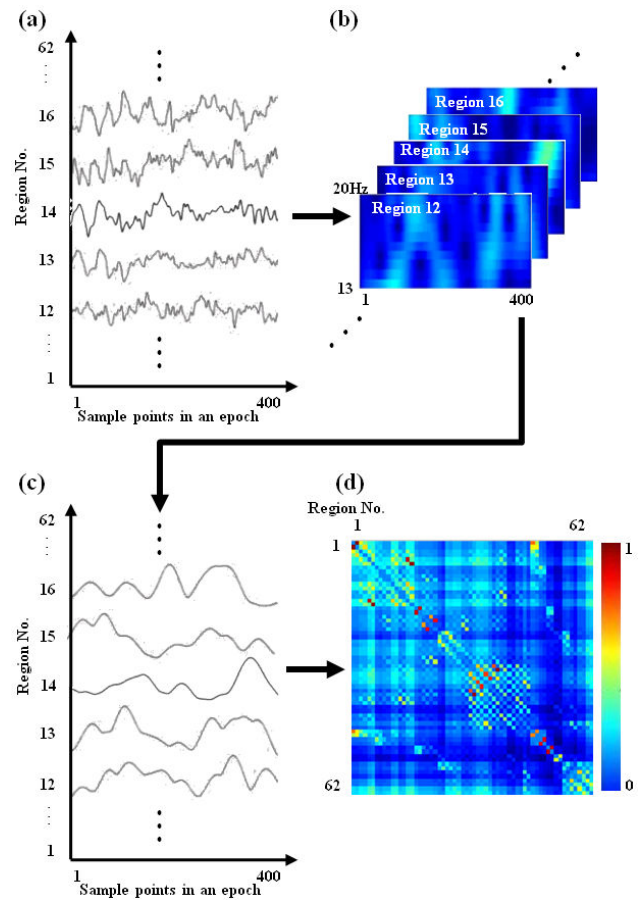 (a)
62
16
15
14
13
12
1
Region No.
1
400
Sample points in an epoch
(b)
Region 16
Region 15
Region 14
Region 13
Region 12
20Hz
13
1
400
(c)
62
16
15
14
13
12
1
Region No.
1
400
Sample points in an epoch
(d)
Region No.
1
62
1
62
1
0